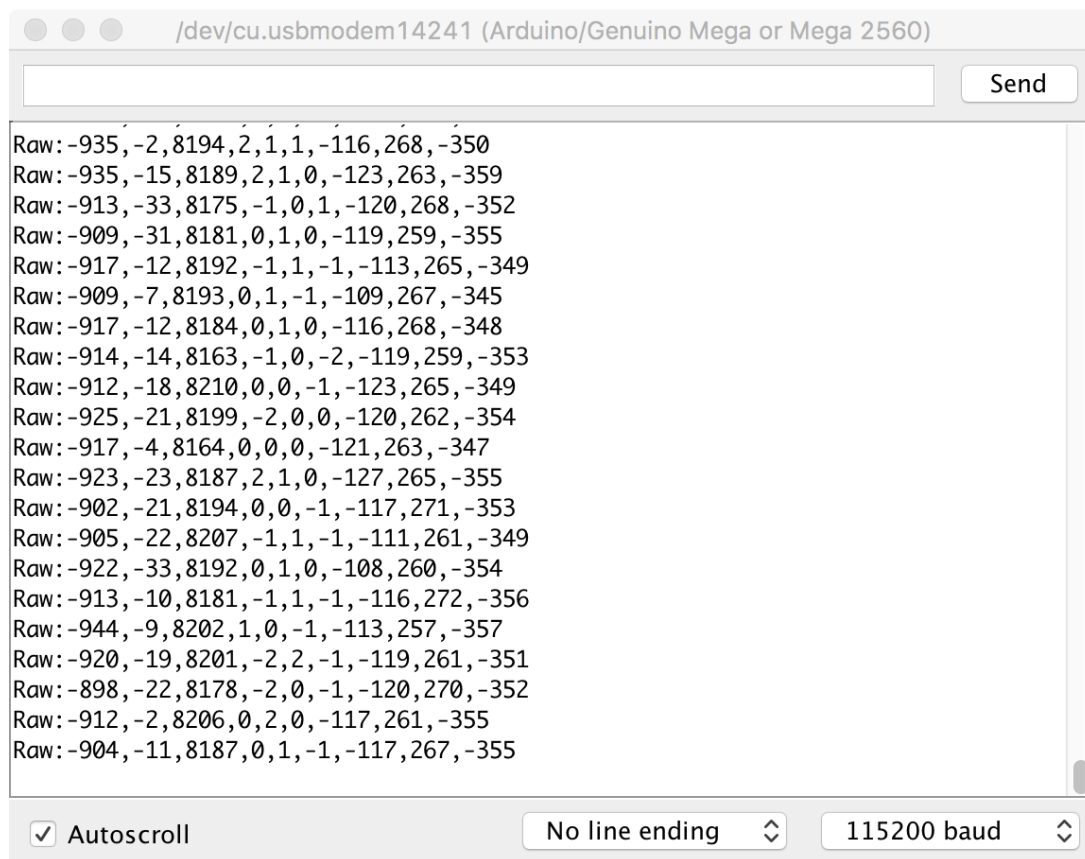 /dev/cu.usbmodem14241 (Arduino/Genuino Mega or Mega 2560)
Send
Raw:-935,-2,8194,2,1,1,-116,268,-350
Raw:-935,-15,8189,2,1,0,-123,263,-359
Raw:-913,-33,8175,-1,0,1,-120,268,-352
Raw:-909,-31,8181,0,1,0,-119,259,-355
Raw:-917,-12,8192,-1,1,-1,-113,265,-349
Raw:-909,-7,8193,0,1,-1,-109,267,-345
Raw:-917,-12,8184,0,1,0,-116,268,-348
Raw:-914,-14,8163,-1,0,-2,-119,259,-353
Raw:-912,-18,8210,0,0,-1,-123,265,-349
Raw:-925,-21,8199,-2,0,0,-120,262,-354
Raw:-917,-4,8164,0,0,0,-121,263,-347
Raw:-923,-23,8187,2,1,0,-127,265,-355
Raw:-902,-21,8194,0,0,-1,-117,271,-353
Raw:-905,-22,8207,-1,1,-1,-111,261,-349
Raw:-922,-33,8192,0,1,0,-108,260,-354
Raw:-913,-10,8181,-1,1,-1,-116,272,-356
Raw:-944,-9,8202,1,0,-1,-113,257,-357
Raw:-920,-19,8201,-2,2,-1,-119,261,-351
Raw:-898,-22,8178,-2,0,-1,-120,270,-352
Raw:-912,-2,8206,0,2,0,-117,261,-355
Raw:-904,-11,8187,0,1,-1,-117,267,-355
Autoscroll No line ending 115200 baud